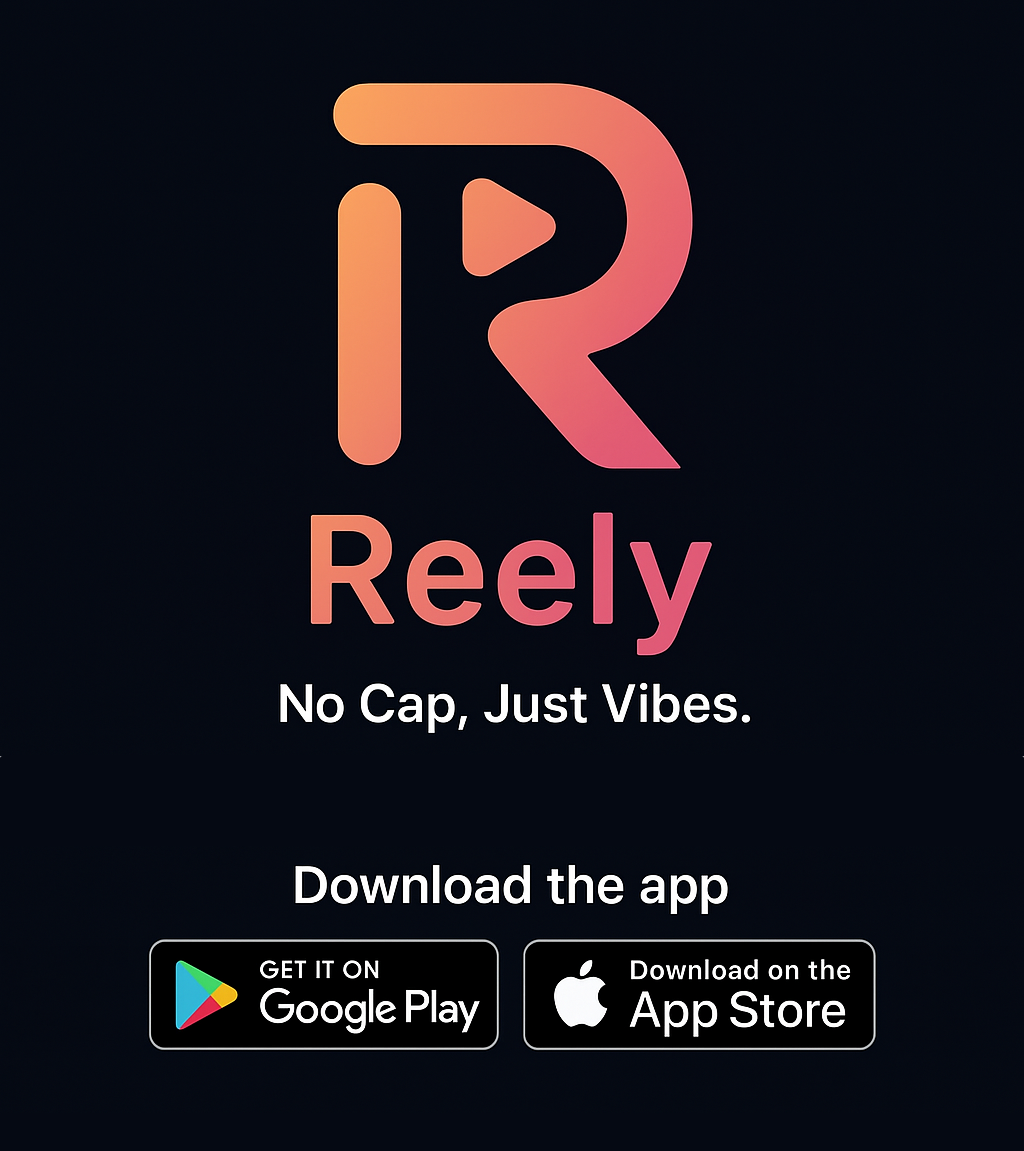 R
Reely
No Cap, Just Vibes.
Download the app
GET IT ON
Google Play
Download on the
App Store